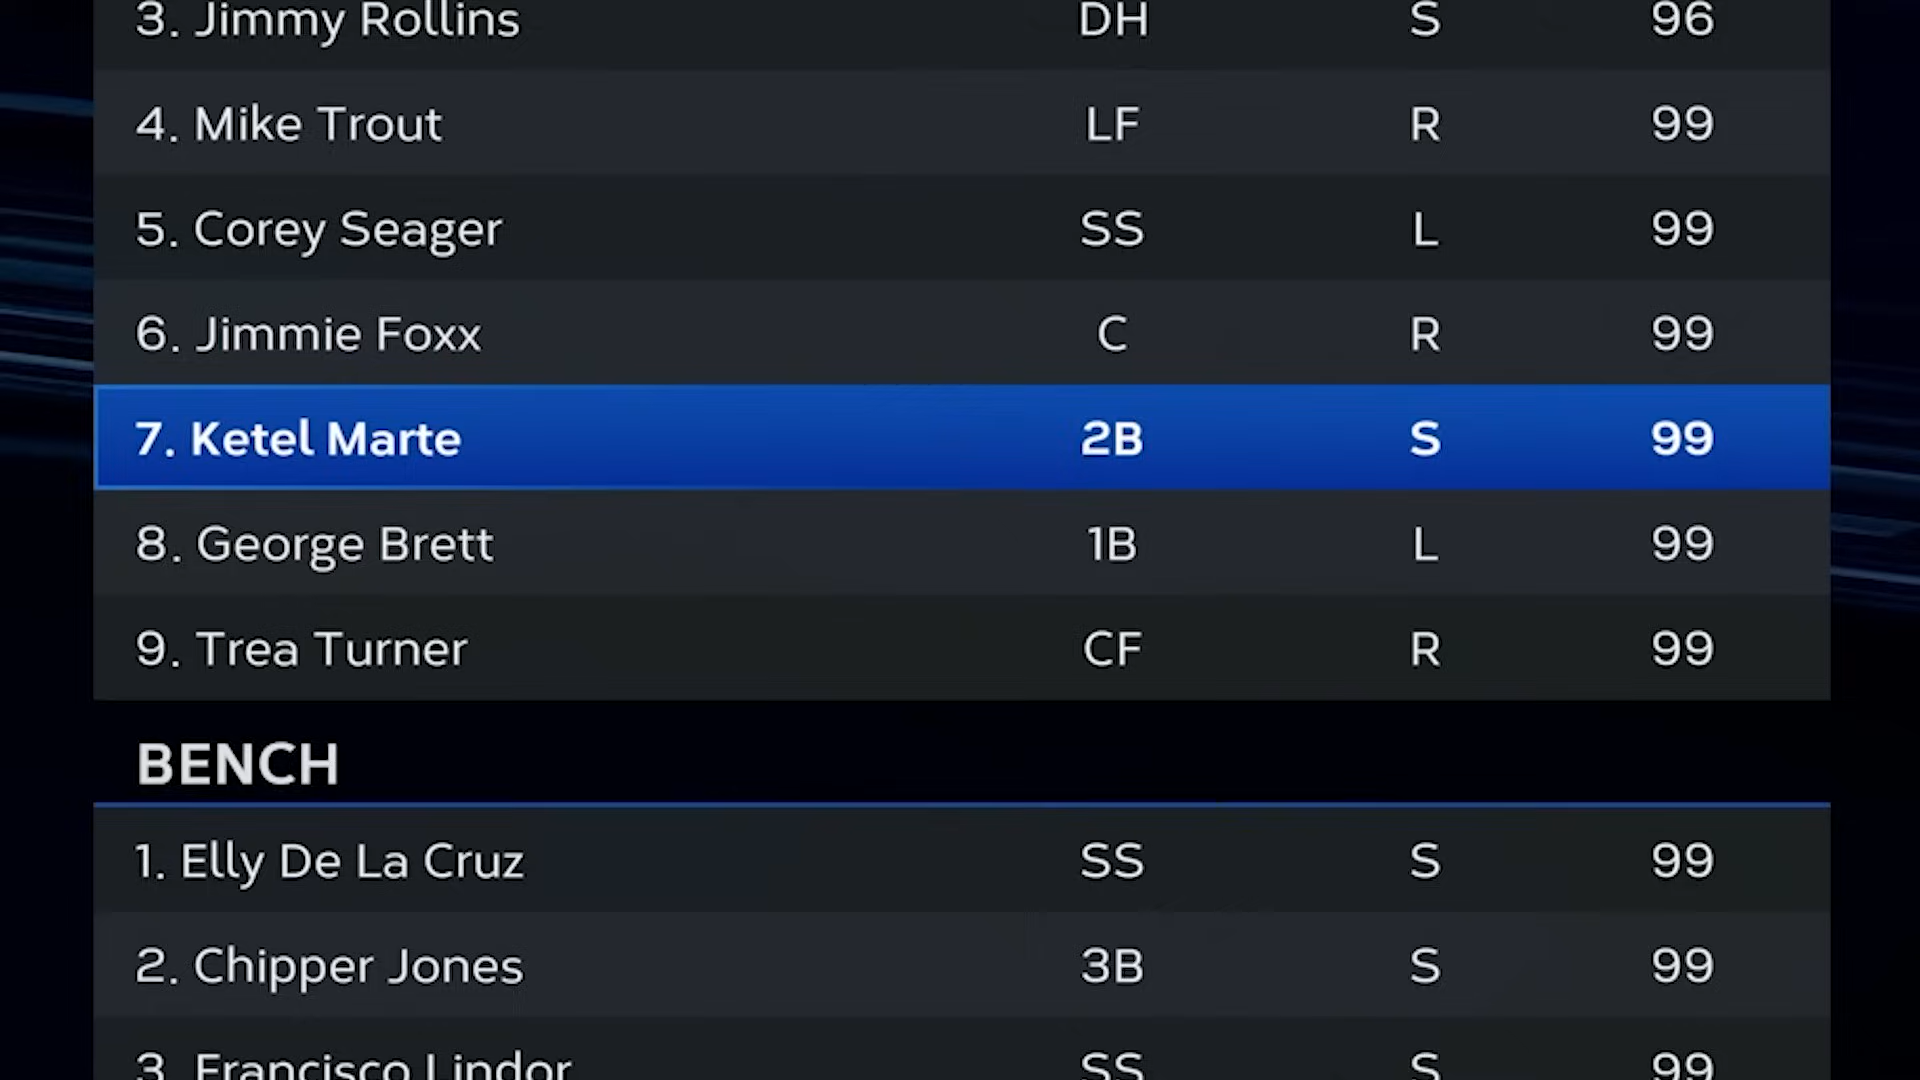 3. Jimmy Rollins DH S 96
4. Mike Trout LF R 99
5. Corey Seager SS L 99
6. Jimmie Foxx C R 99
7. Ketel Marte 2B S 99
8. George Brett 1B L 99
9. Trea Turner CF R 99
BENCH
1. Elly De La Cruz SS S 99
2. Chipper Jones 3B S 99
3. Francisco Lindor SS S 99